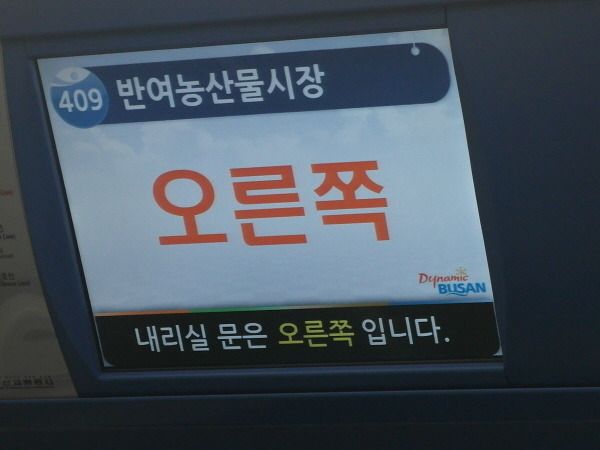 409 반여농산물시장
오른쪽
Dynamic
BUSAN
내리실 문은 오른쪽 입니다.